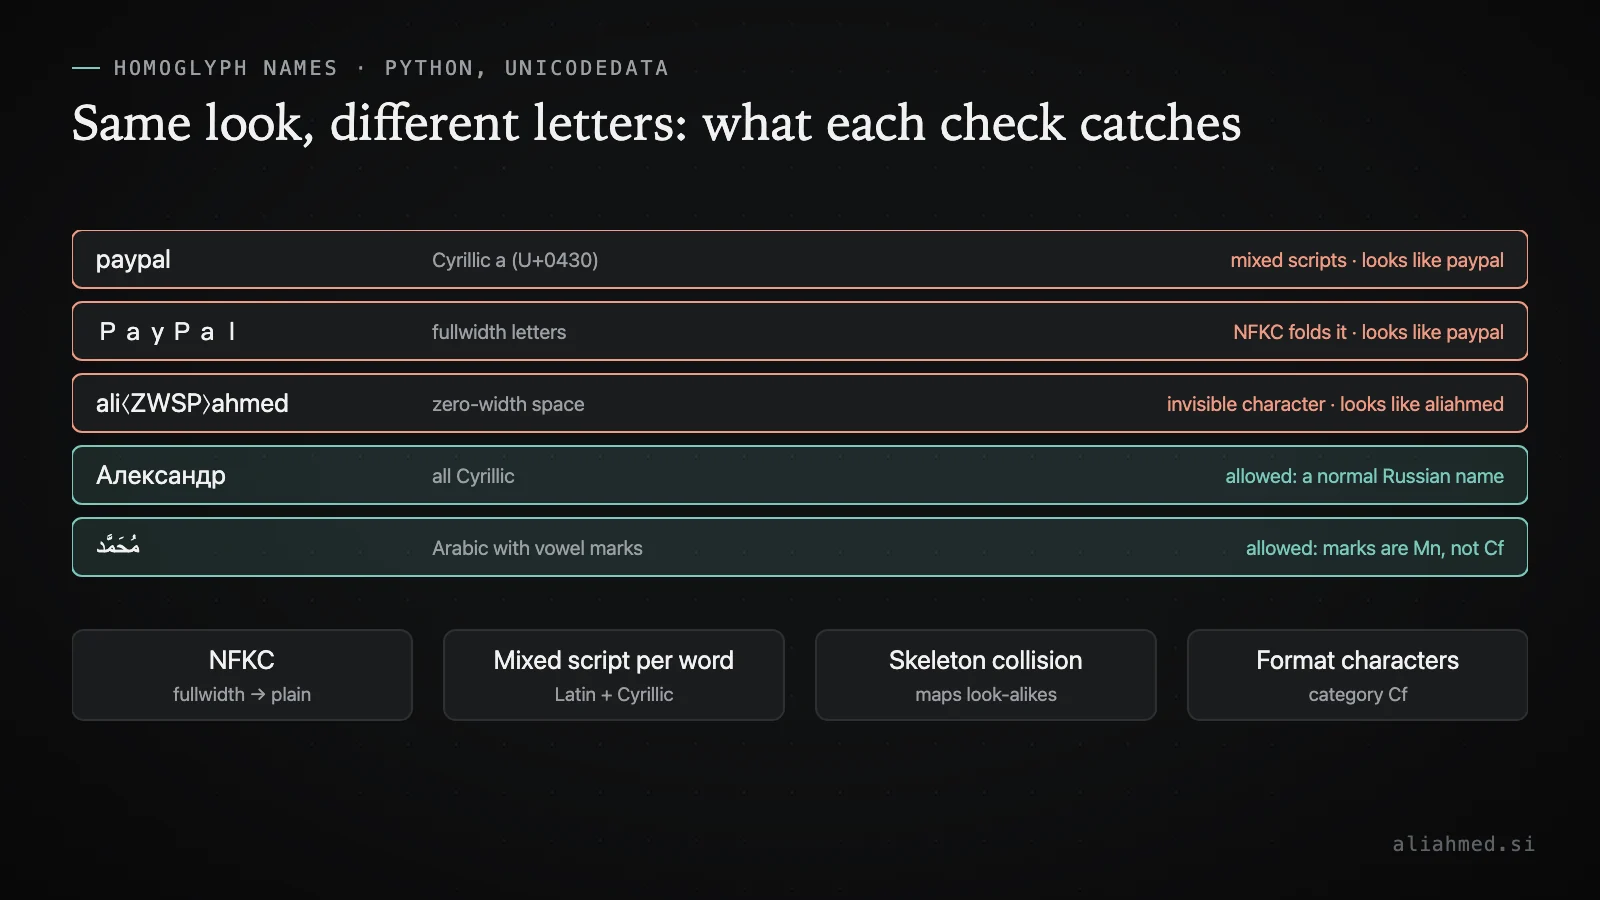 HOMOGLYPH NAMES · PYTHON, UNICODEDATA
Same look, different letters: what each check catches
paypal Cyrillic a (U+0430) mixed scripts · looks like paypal
ＰａｙＰａｌ fullwidth letters NFKC folds it · looks like paypal
ali⟨ZWSP⟩ahmed zero-width space invisible character · looks like aliahmed
Александр all Cyrillic allowed: a normal Russian name
مُحَمَّد Arabic with vowel marks allowed: marks are Mn, not Cf
NFKC Mixed script per word Skeleton collision Format characters
fullwidth → plain Latin + Cyrillic maps look-alikes category Cf
aliahmed.si